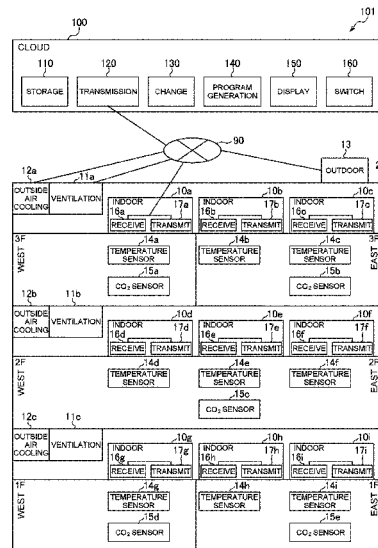 100
101
CLOUD
110 120 130 140 150 160
STORAGE TRANSMISSION CHANGE PROGRAM GENERATION DISPLAY SWITCH
90
13
OUTDOOR
12a 11a
OUTSIDE AIR COOLING VENTILATION
10a 10b 10c
INDOOR INDOOR INDOOR
16a 17a 16b 17b 16c 17c
RECEIVE TRANSMIT RECEIVE TRANSMIT RECEIVE TRANSMIT
3F WEST 3F EAST
14a 14b 14c
TEMPERATURE SENSOR TEMPERATURE SENSOR TEMPERATURE SENSOR
15a 15b
CO₂ SENSOR CO₂ SENSOR
12b 11b
OUTSIDE AIR COOLING VENTILATION
10d 10e 10f
INDOOR INDOOR INDOOR
16d 17d 16e 17e 16f 17f
RECEIVE TRANSMIT RECEIVE TRANSMIT RECEIVE TRANSMIT
2F WEST 2F EAST
14d 14e 14f
TEMPERATURE SENSOR TEMPERATURE SENSOR TEMPERATURE SENSOR
15c
CO₂ SENSOR
12c 11c
OUTSIDE AIR COOLING VENTILATION
10g 10h 10i
INDOOR INDOOR INDOOR
16g 17g 16h 17h 16i 17i
RECEIVE TRANSMIT RECEIVE TRANSMIT RECEIVE TRANSMIT
1F WEST 1F EAST
14g 14h 14i
TEMPERATURE SENSOR TEMPERATURE SENSOR TEMPERATURE SENSOR
15d 15e
CO₂ SENSOR CO₂ SENSOR